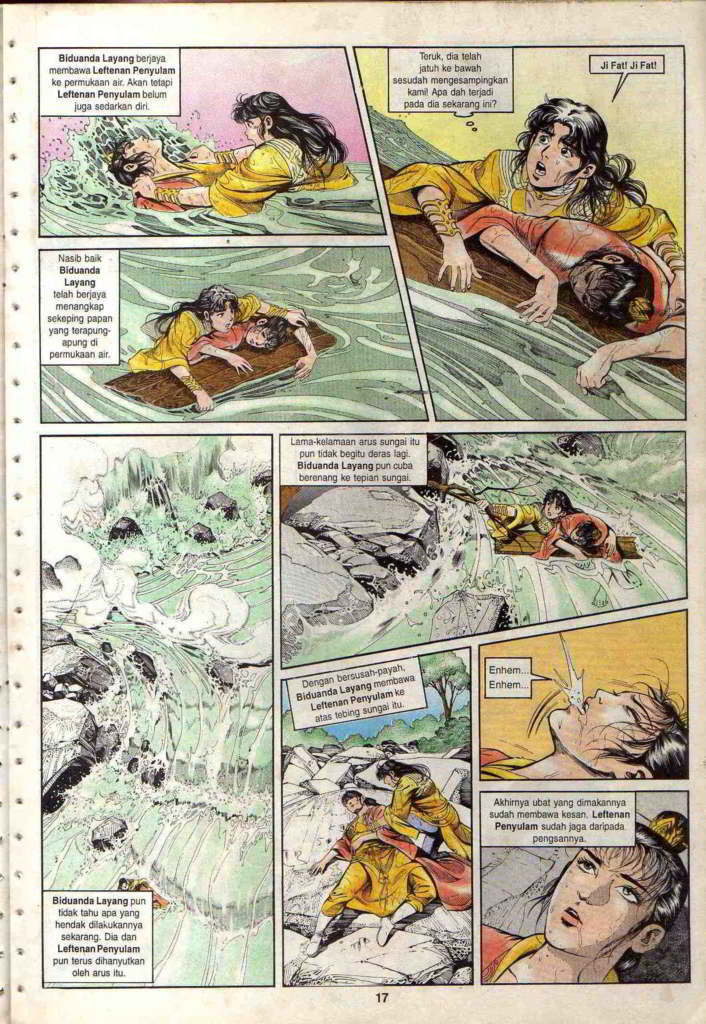 Biduanda Layang berjaya
membawa Leftenan Penyulam
ke permukaan air. Akan tetapi
Leftenan Penyulam belum
juga sedarkan diri.
Teruk, dia telah
jatuh ke bawah
sesudah mengesampingkan
kami! Apa dah terjadi
pada dia sekarang ini?
Ji Fat! Ji Fat!
Nasib baik
Biduanda
Layang
telah berjaya
menangkap
sekeping papan
yang terapung-
apung di
permukaan air.
Biduanda Layang pun
tidak tahu apa yang
hendak dilakukannya
sekarang. Dia dan
Leftenan Penyulam
pun terus dihanyutkan
oleh arus itu.
Lama-kelamaan arus sungai itu
pun tidak begitu deras lagi.
Biduanda Layang pun cuba
berenang ke tepian sungai.
Dengan bersusah-payah,
Biduanda Layang membawa
Leftenan Penyulam ke
atas tebing sungai itu.
Enhem...
Enhem...
Akhirnya ubat yang dimakannya
sudah membawa kesan. Leftenan
Penyulam sudah jaga daripada
pengsannya.
17